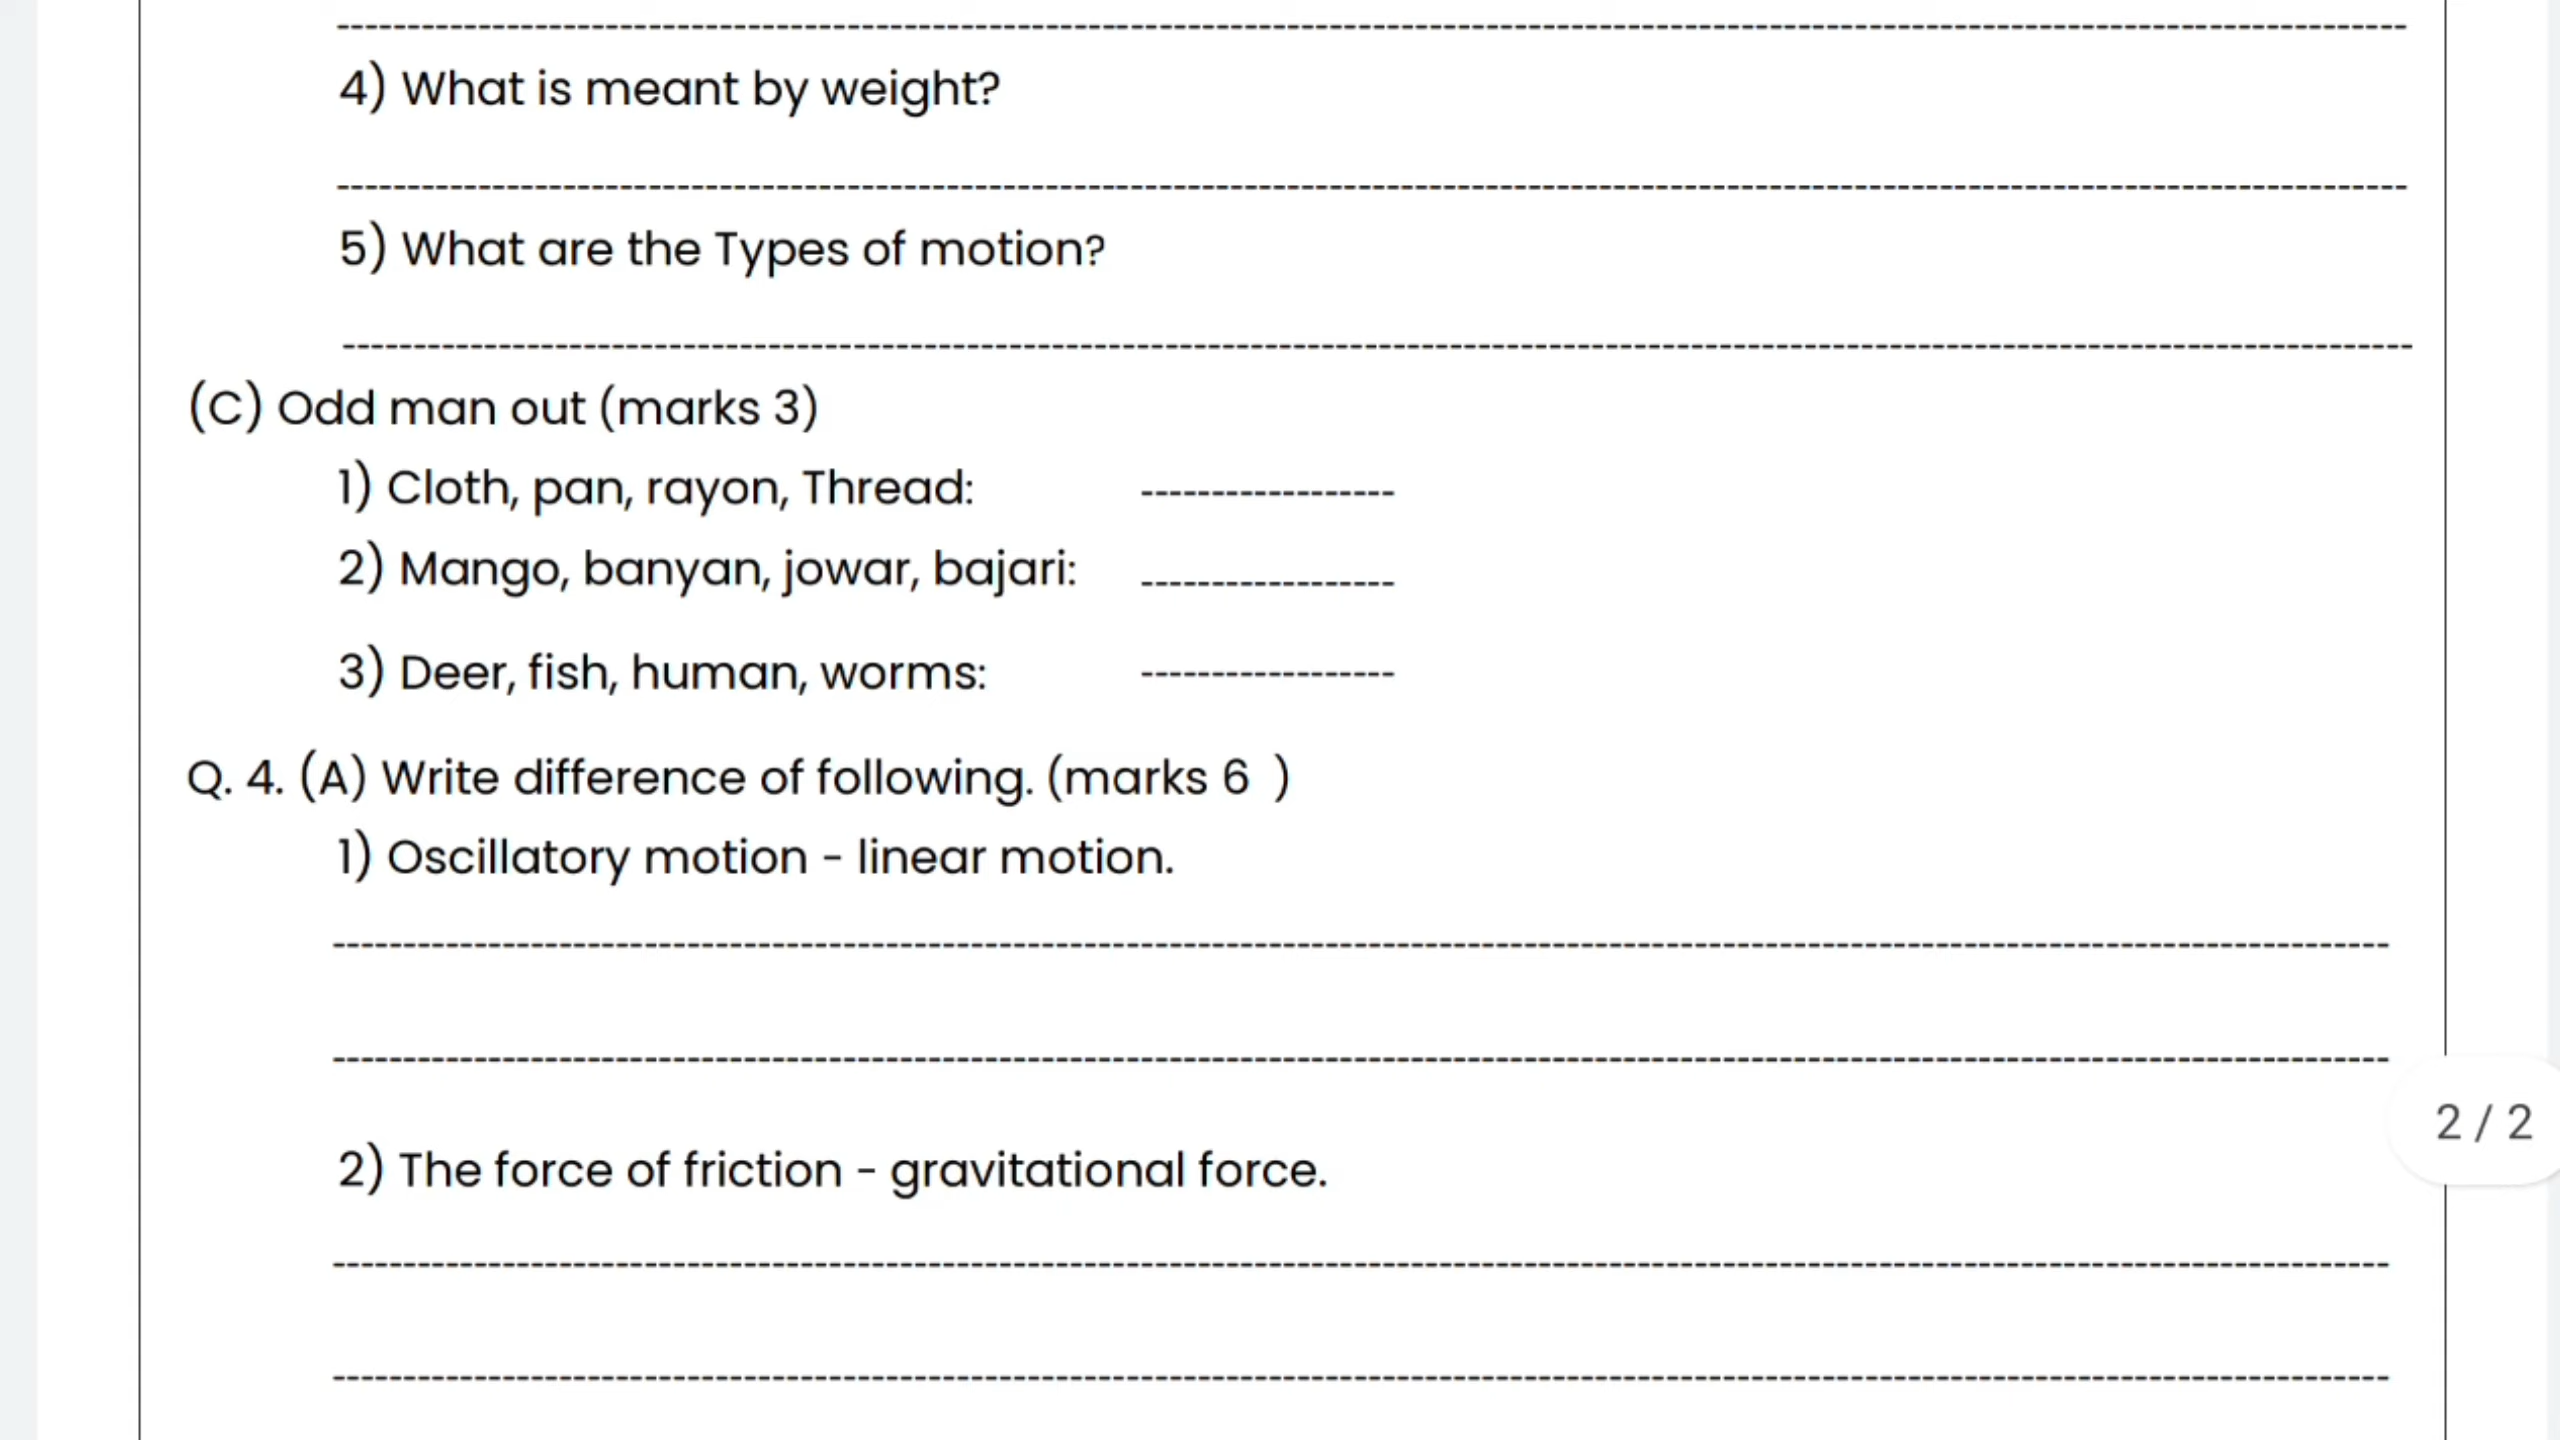 4) What is meant by weight?
5) What are the Types of motion?
(C) Odd man out (marks 3)
1) Cloth, pan, rayon, Thread: ------------------
2) Mango, banyan, jowar, bajari: ------------------
3) Deer, fish, human, worms: ------------------
Q. 4. (A) Write difference of following. (marks 6 )
1) Oscillatory motion - linear motion.
2) The force of friction - gravitational force.
2 / 2